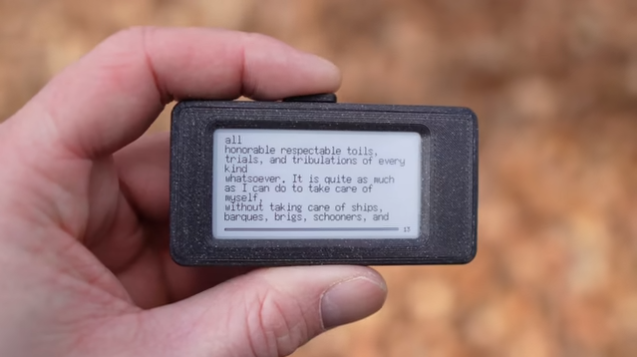 all
honorable respectable toils,
trials, and tribulations of every
kind
whatsoever. It is quite as much
as I can do to take care of
myself,
without taking care of ships,
barques, brigs, schooners, and